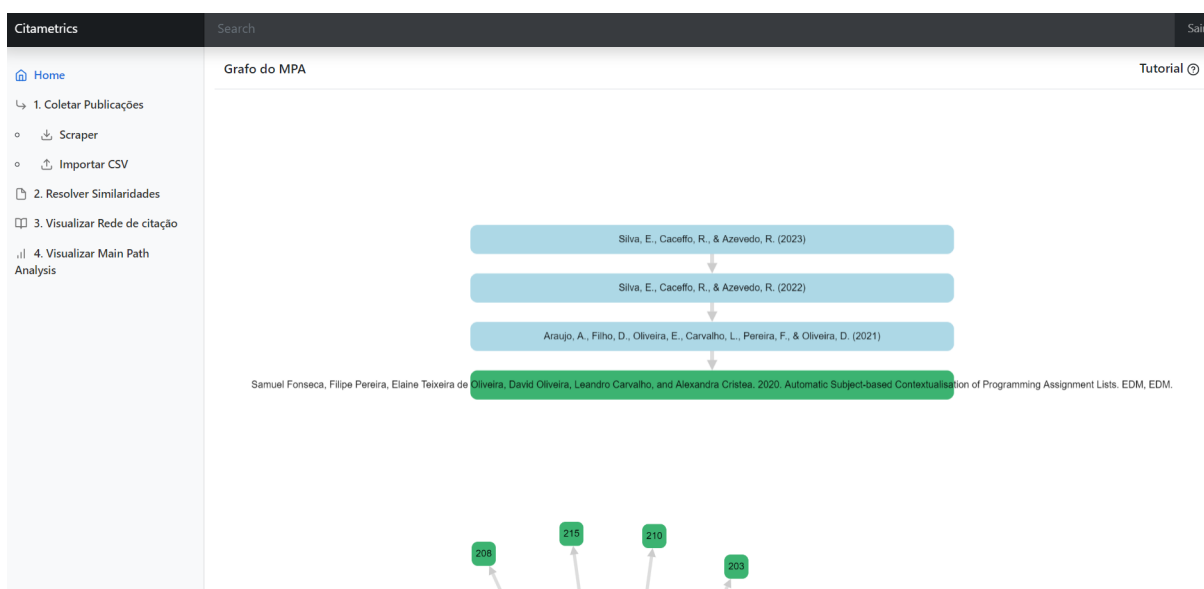 Citametrics
Search
Sair
Home
1. Coletar Publicações
Scraper
Importar CSV
2. Resolver Similaridades
3. Visualizar Rede de citação
4. Visualizar Main Path
Analysis
Grafo do MPA
Tutorial
Silva, E., Caceffo, R., & Azevedo, R. (2023)
Silva, E., Caceffo, R., & Azevedo, R. (2022)
Araujo, A., Filho, D., Oliveira, E., Carvalho, L., Pereira, F., & Oliveira, D. (2021)
Samuel Fonseca, Filipe Pereira, Elaine Teixeira de Oliveira, David Oliveira, Leandro Carvalho, and Alexandra Cristea. 2020. Automatic Subject-based Contextualisation of Programming Assignment Lists. EDM, EDM.
215
210
208
203